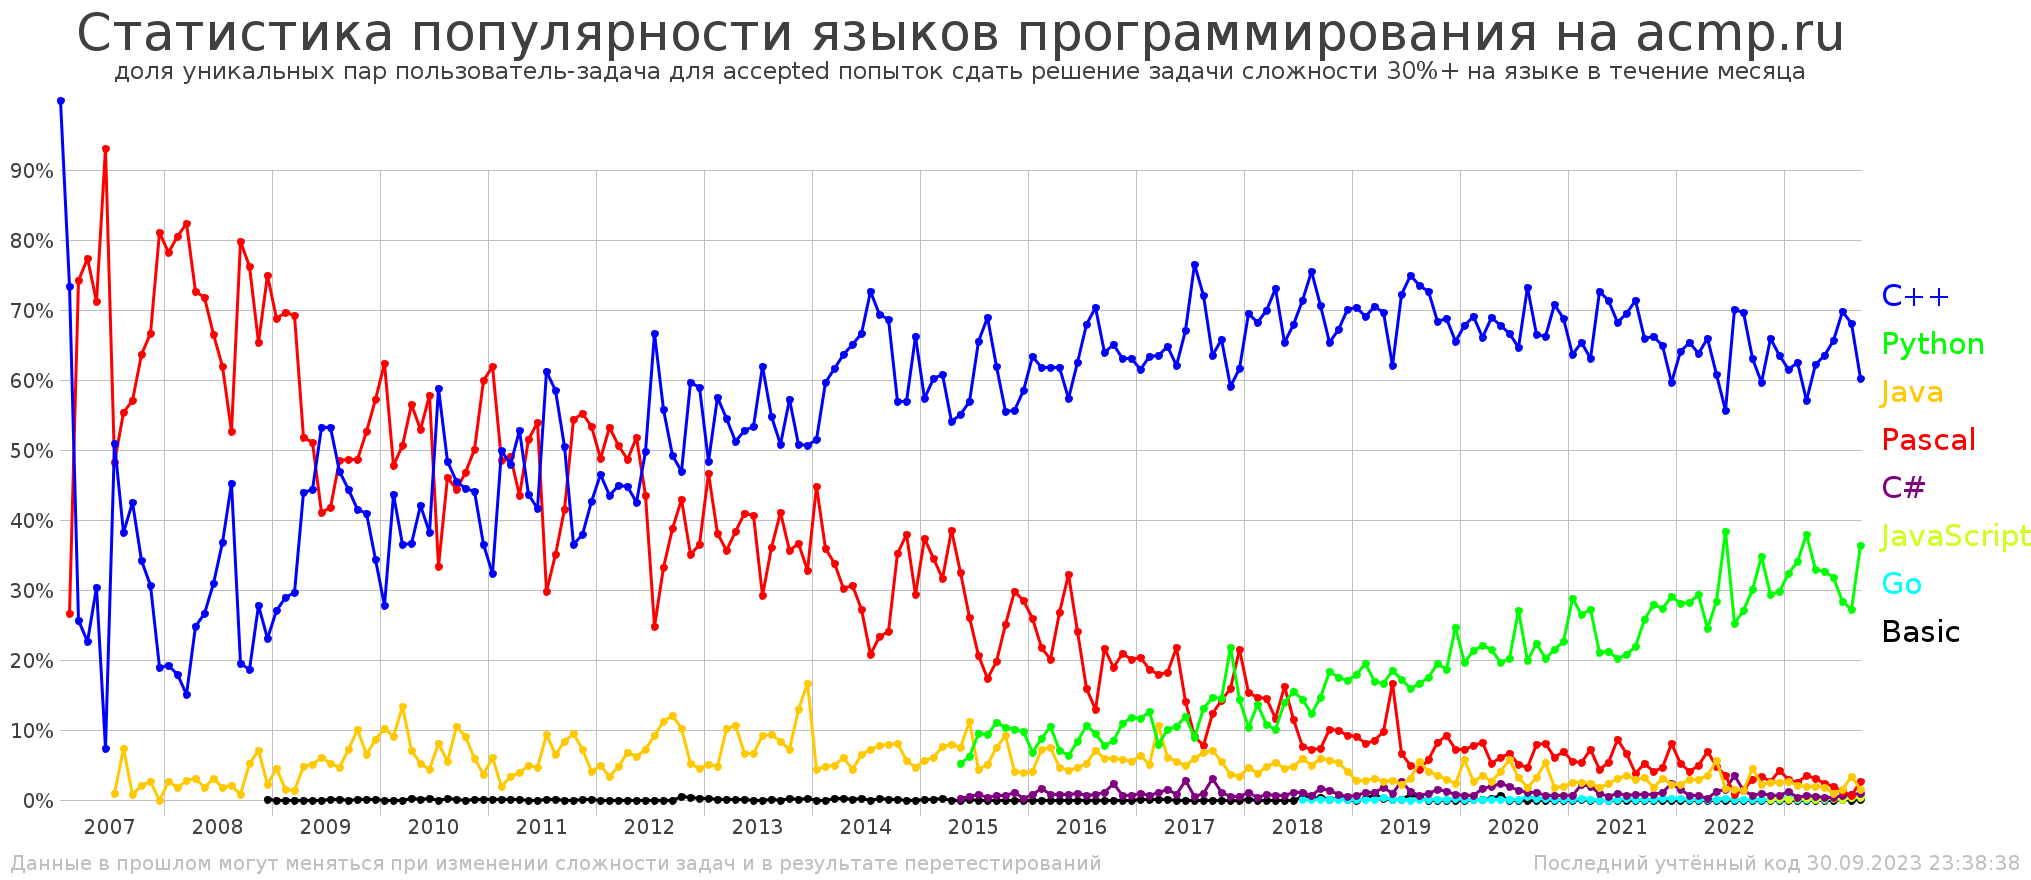 Статистика популярности языков программирования на acmp.ru
доля уникальных пар пользователь-задача для accepted попыток сдать решение задачи сложности 30%+ на языке в течение месяца
90%
80%
70%
60%
50%
40%
30%
20%
10%
0%
C++
Python
Java
Pascal
C#
JavaScript
Go
Basic
2007 2008 2009 2010 2011 2012 2013 2014 2015 2016 2017 2018 2019 2020 2021 2022
Данные в прошлом могут меняться при изменении сложности задач и в результате перетестирований
Последний учтённый код 30.09.2023 23:38:38